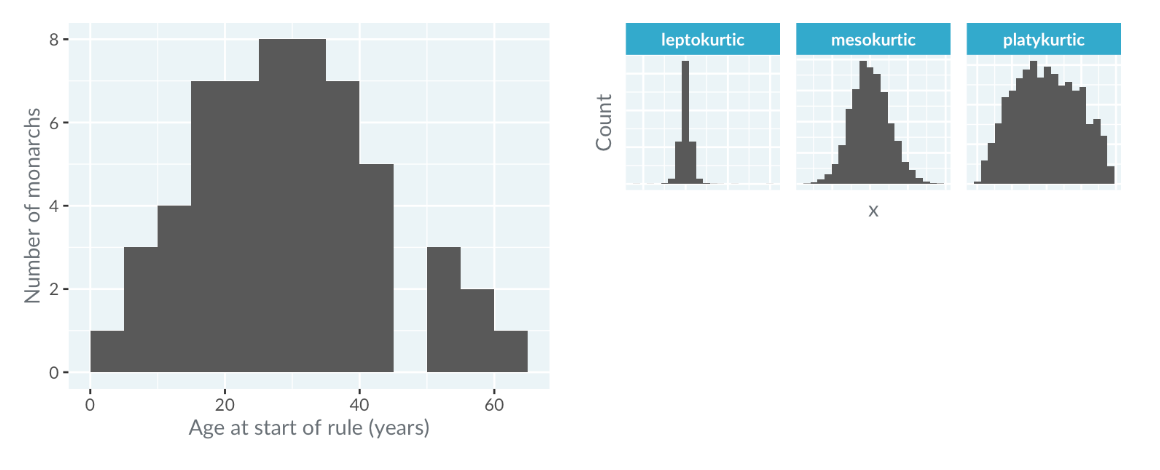 Number of monarchs
8
6
4
2
0
0 20 40 60
Age at start of rule (years)
leptokurtic mesokurtic platykurtic
Count
x